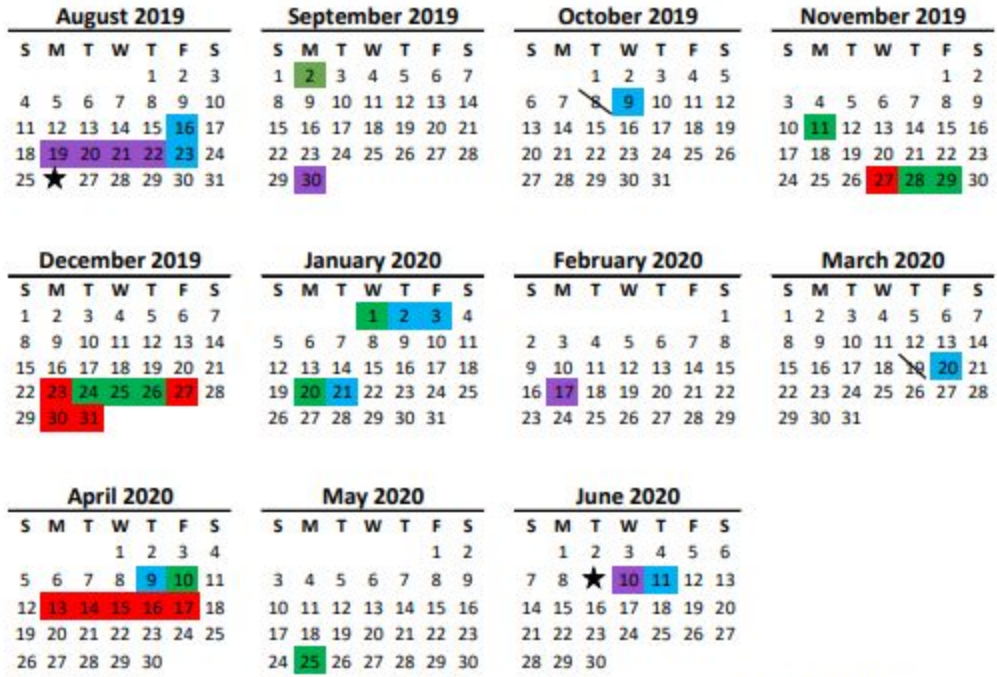 August 2019
S M T W T F S
1 2 3
4 5 6 7 8 9 10
11 12 13 14 15 16 17
18 19 20 21 22 23 24
25 ★ 27 28 29 30 31
September 2019
S M T W T F S
1 2 3 4 5 6 7
8 9 10 11 12 13 14
15 16 17 18 19 20 21
22 23 24 25 26 27 28
29 30
October 2019
S M T W T F S
1 2 3 4 5
6 7 8 9 10 11 12
13 14 15 16 17 18 19
20 21 22 23 24 25 26
27 28 29 30 31
November 2019
S M T W T F S
1 2
3 4 5 6 7 8 9
10 11 12 13 14 15 16
17 18 19 20 21 22 23
24 25 26 27 28 29 30
December 2019
S M T W T F S
1 2 3 4 5 6 7
8 9 10 11 12 13 14
15 16 17 18 19 20 21
22 23 24 25 26 27 28
29 30 31
January 2020
S M T W T F S
1 2 3 4
5 6 7 8 9 10 11
12 13 14 15 16 17 18
19 20 21 22 23 24 25
26 27 28 29 30 31
February 2020
S M T W T F S
1
2 3 4 5 6 7 8
9 10 11 12 13 14 15
16 17 18 19 20 21 22
23 24 25 26 27 28 29
March 2020
S M T W T F S
1 2 3 4 5 6 7
8 9 10 11 12 13 14
15 16 17 18 19 20 21
22 23 24 25 26 27 28
29 30 31
April 2020
S M T W T F S
1 2 3 4
5 6 7 8 9 10 11
12 13 14 15 16 17 18
19 20 21 22 23 24 25
26 27 28 29 30
May 2020
S M T W T F S
1 2
3 4 5 6 7 8 9
10 11 12 13 14 15 16
17 18 19 20 21 22 23
24 25 26 27 28 29 30
June 2020
S M T W T F S
1 2 3 4 5 6
7 8 ★ 10 11 12 13
14 15 16 17 18 19 20
21 22 23 24 25 26 27
28 29 30